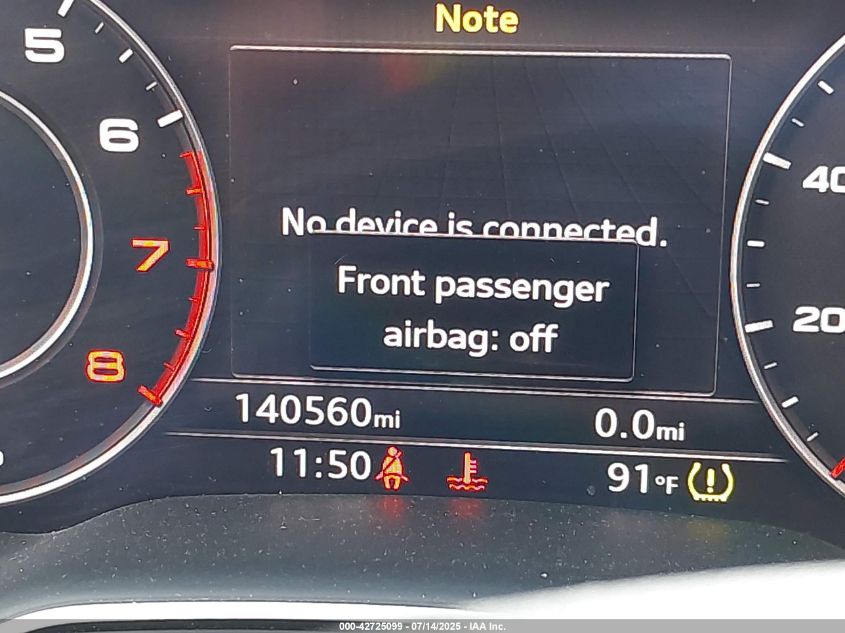 Note
5
6
7
8
40
20
No device is connected.
Front passenger
airbag: off
140560mi
0.0mi
11:50
91°F
000-42725099 - 07/14/2025 - IAA Inc.